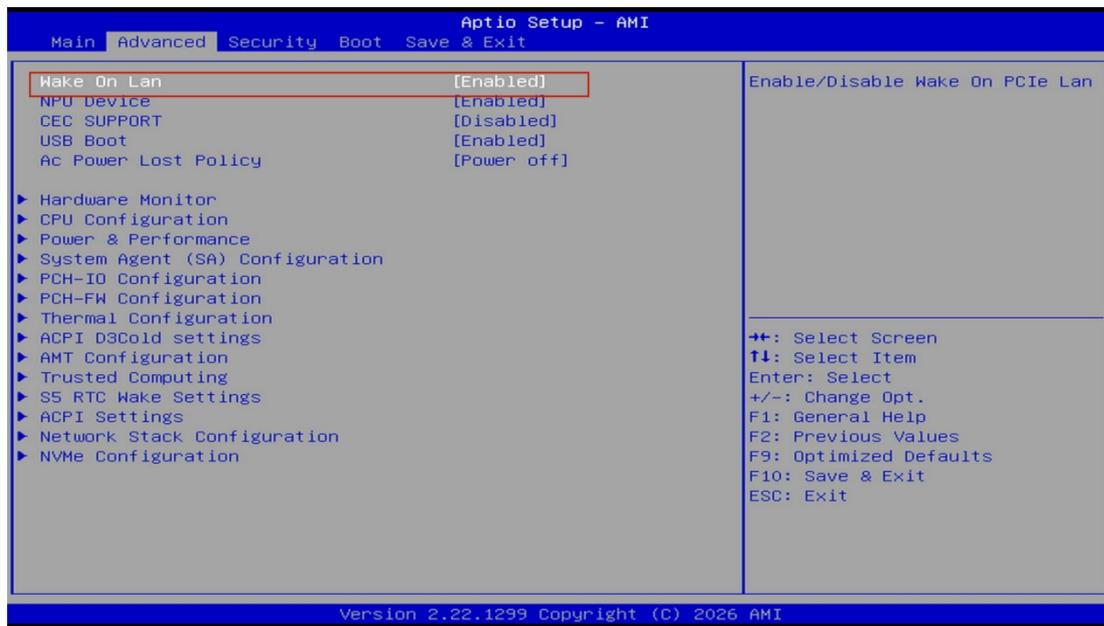 Aptio Setup – AMI
Main Advanced Security Boot Save & Exit
Wake On Lan [Enabled]
NPU Device [Enabled]
CEC SUPPORT [Disabled]
USB Boot [Enabled]
Ac Power Lost Policy [Power off]
▶ Hardware Monitor
▶ CPU Configuration
▶ Power & Performance
▶ System Agent (SA) Configuration
▶ PCH-IO Configuration
▶ PCH-FW Configuration
▶ Thermal Configuration
▶ ACPI D3Cold settings
▶ AMT Configuration
▶ Trusted Computing
▶ S5 RTC Wake Settings
▶ ACPI Settings
▶ Network Stack Configuration
▶ NVMe Configuration
Enable/Disable Wake On PCIe Lan
→←: Select Screen
↑↓: Select Item
Enter: Select
+/-: Change Opt.
F1: General Help
F2: Previous Values
F9: Optimized Defaults
F10: Save & Exit
ESC: Exit
Version 2.22.1299 Copyright (C) 2026 AMI